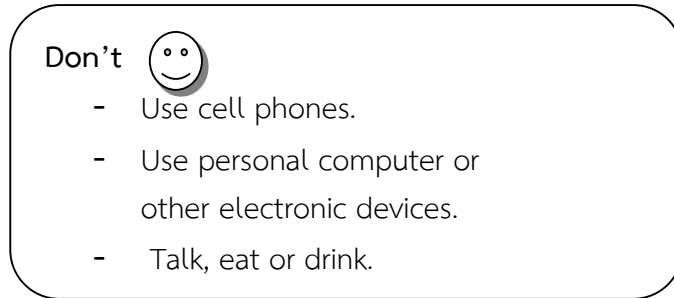 Don't
- Use cell phones.
- Use personal computer or
other electronic devices.
- Talk, eat or drink.